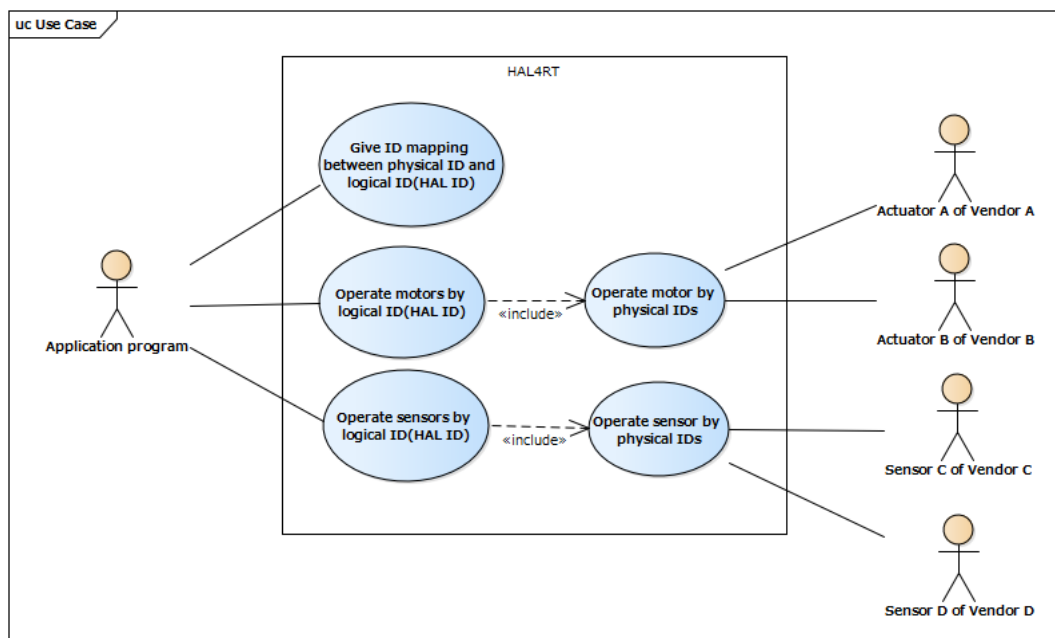 uc Use Case
HAL4RT
Give ID mapping
between physical ID and
logical ID(HAL ID)
Actuator A of Vendor A
Operate motors by
logical ID(HAL ID)
«include»
Operate motor by
physical IDs
Application program
Actuator B of Vendor B
Operate sensors by
logical ID(HAL ID)
«include»
Operate sensor by
physical IDs
Sensor C of Vendor C
Sensor D of Vendor D